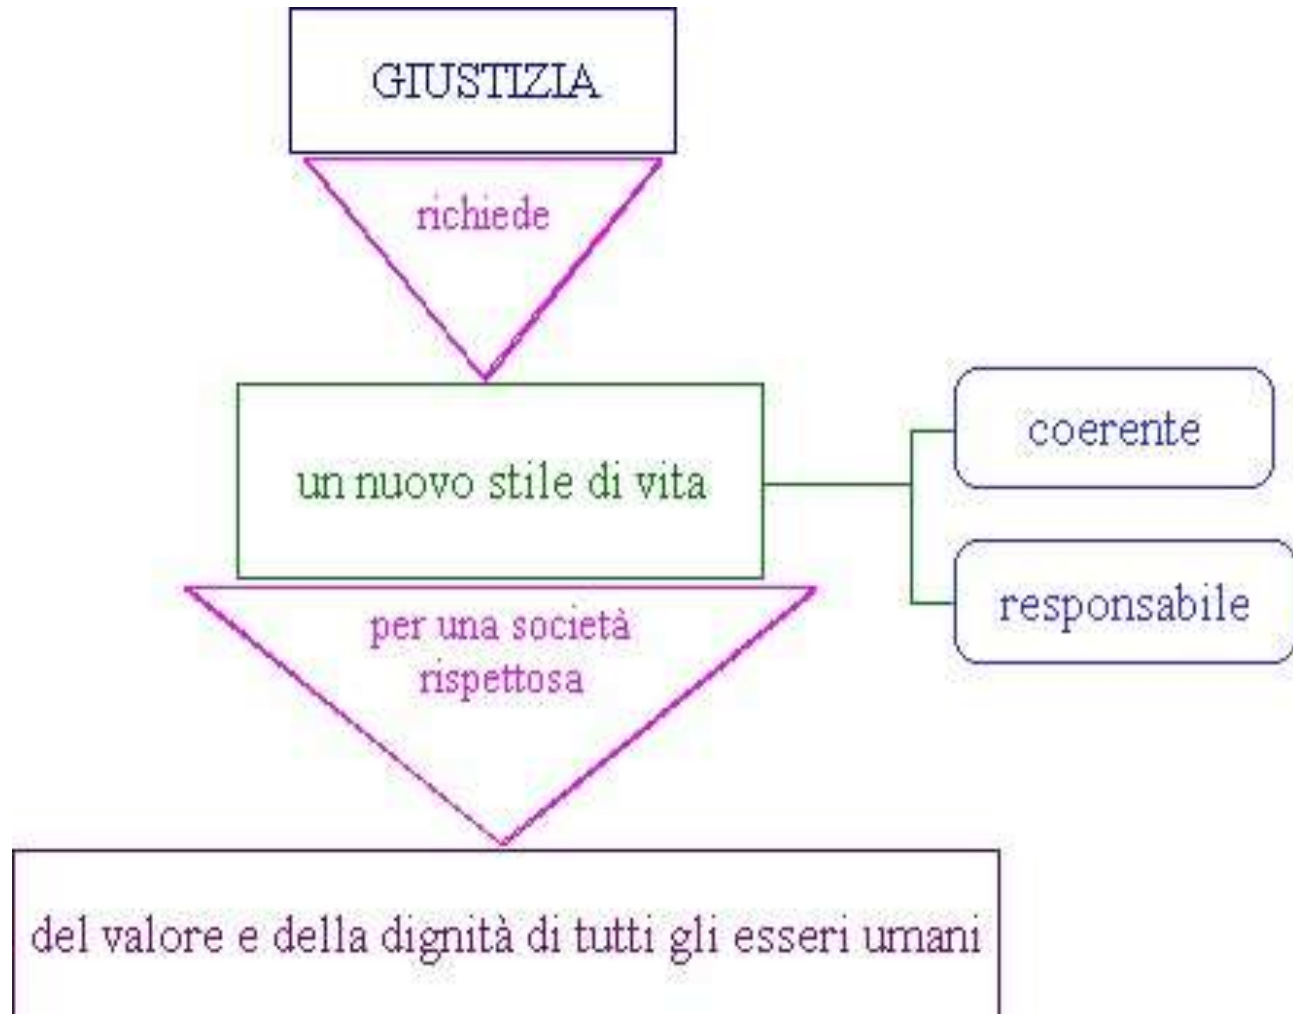 GIUSTIZIA
richiede
un nuovo stile di vita
coerente
responsabile
per una società
rispettosa
del valore e della dignità di tutti gli esseri umani